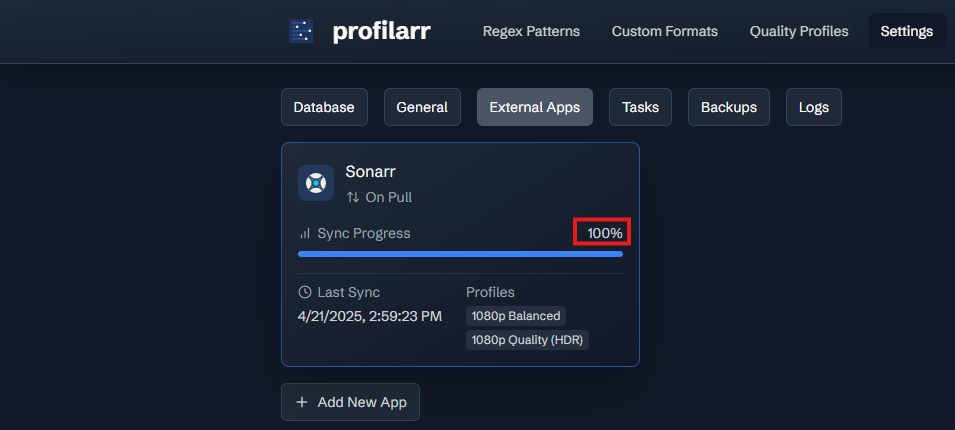 profilarr Regex Patterns Custom Formats Quality Profiles Settings
Database General External Apps Tasks Backups Logs
Sonarr
On Pull
Sync Progress 100%
Last Sync Profiles
4/21/2025, 2:59:23 PM 1080p Balanced
1080p Quality (HDR)
Add New App